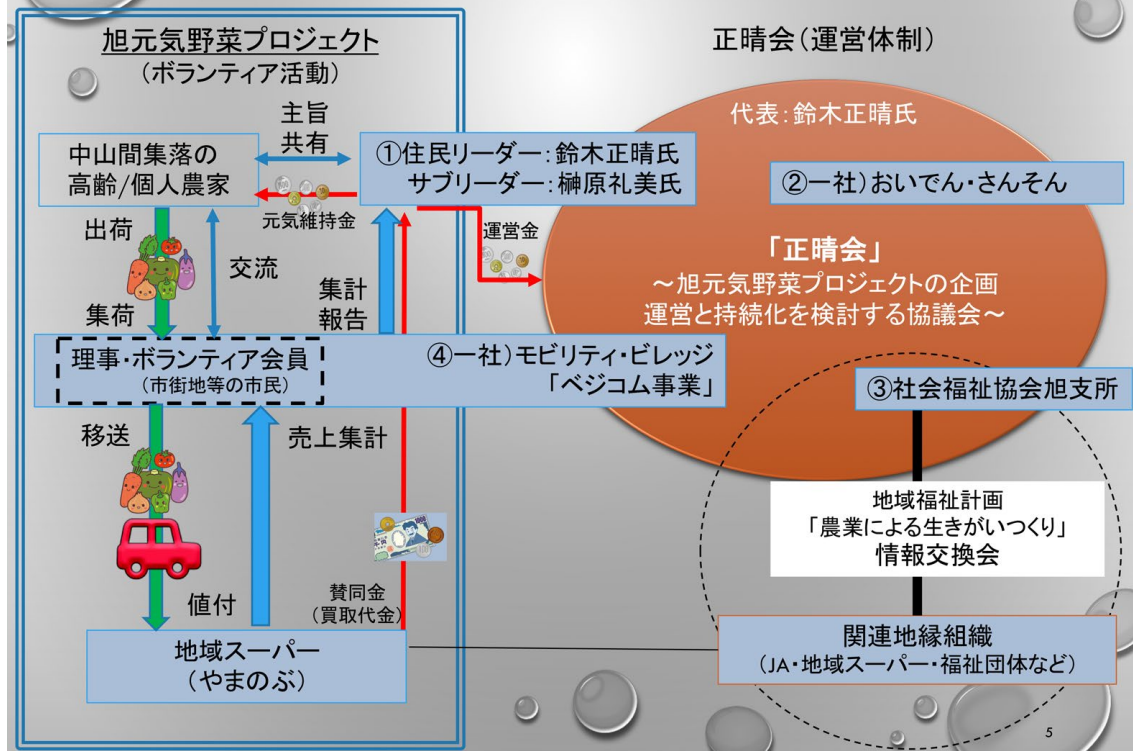 旭元気野菜プロジェクト
(ボランティア活動)
主旨
共有
中山間集落の
高齢/個人農家
①住民リーダー:鈴木正晴氏
サブリーダー:榊原礼美氏
元気維持金
出荷
交流
集荷
集計
報告
運営金
理事・ボランティア会員
(市街地等の市民)
④一社)モビリティ・ビレッジ
「ベジコム事業」
移送
売上集計
値付
賛同金
(買取代金)
地域スーパー
(やまのぶ)
正晴会(運営体制)
代表:鈴木正晴氏
②一社)おいでん・さんそん
「正晴会」
～旭元気野菜プロジェクトの企画
運営と持続化を検討する協議会～
③社会福祉協会旭支所
地域福祉計画
「農業による生きがいつくり」
情報交換会
関連地縁組織
(JA・地域スーパー・福祉団体など)
5